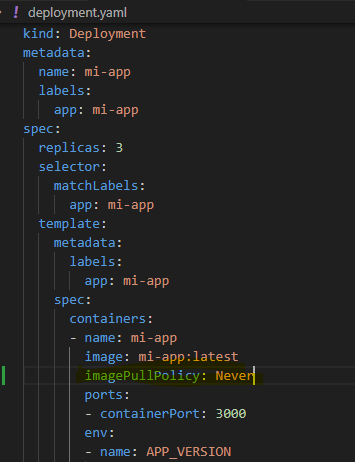 ! deployment.yaml
kind: Deployment
metadata:
  name: mi-app
  labels:
    app: mi-app
spec:
  replicas: 3
  selector:
    matchLabels:
      app: mi-app
  template:
    metadata:
      labels:
        app: mi-app
    spec:
      containers:
      - name: mi-app
        image: mi-app:latest
        imagePullPolicy: Never
        ports:
        - containerPort: 3000
        env:
        - name: APP_VERSION